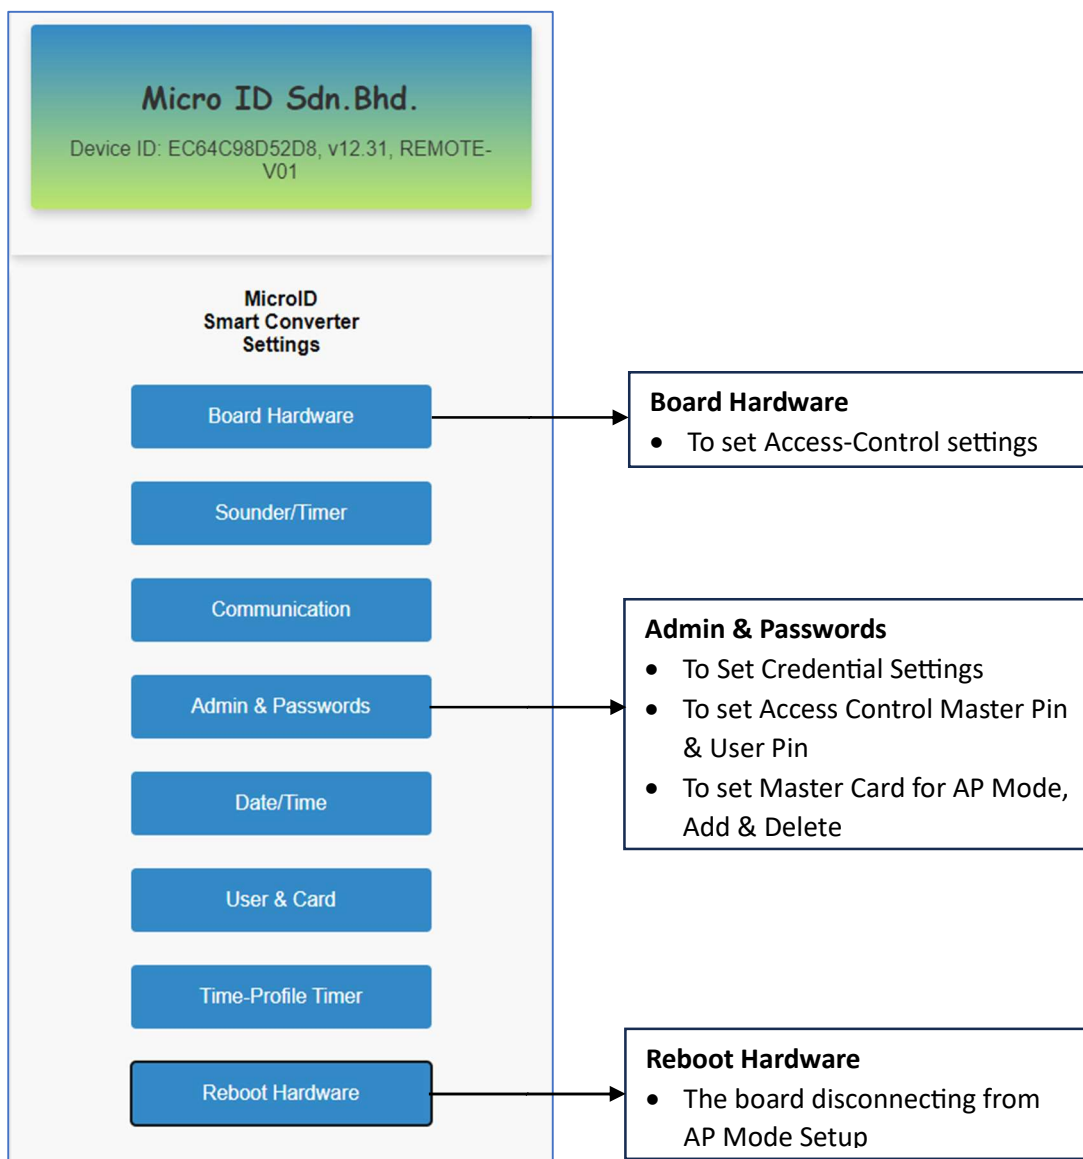 Micro ID Sdn.Bhd.
Device ID: EC64C98D52D8, v12.31, REMOTE-
V01
MicroID
Smart Converter
Settings
Board Hardware
Sounder/Timer
Communication
Admin & Passwords
Date/Time
User & Card
Time-Profile Timer
Reboot Hardware
Board Hardware
• To set Access-Control settings
Admin & Passwords
• To Set Credential Settings
• To set Access Control Master Pin
& User Pin
• To set Master Card for AP Mode,
Add & Delete
Reboot Hardware
• The board disconnecting from
AP Mode Setup